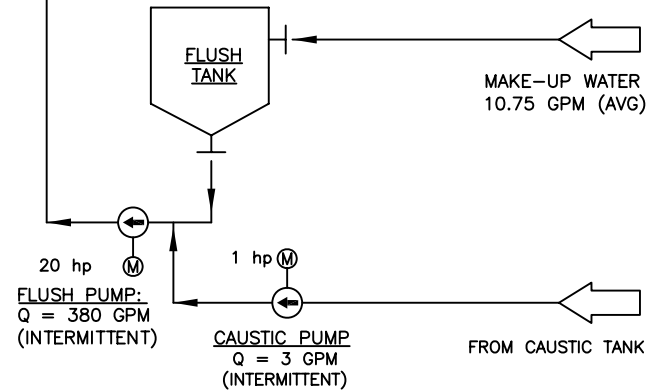 FLUSH
TANK
MAKE-UP WATER
10.75 GPM (AVG)
20 hp
M
FLUSH PUMP:
Q = 380 GPM
(INTERMITTENT)
1 hp
M
CAUSTIC PUMP
Q = 3 GPM
(INTERMITTENT)
FROM CAUSTIC TANK